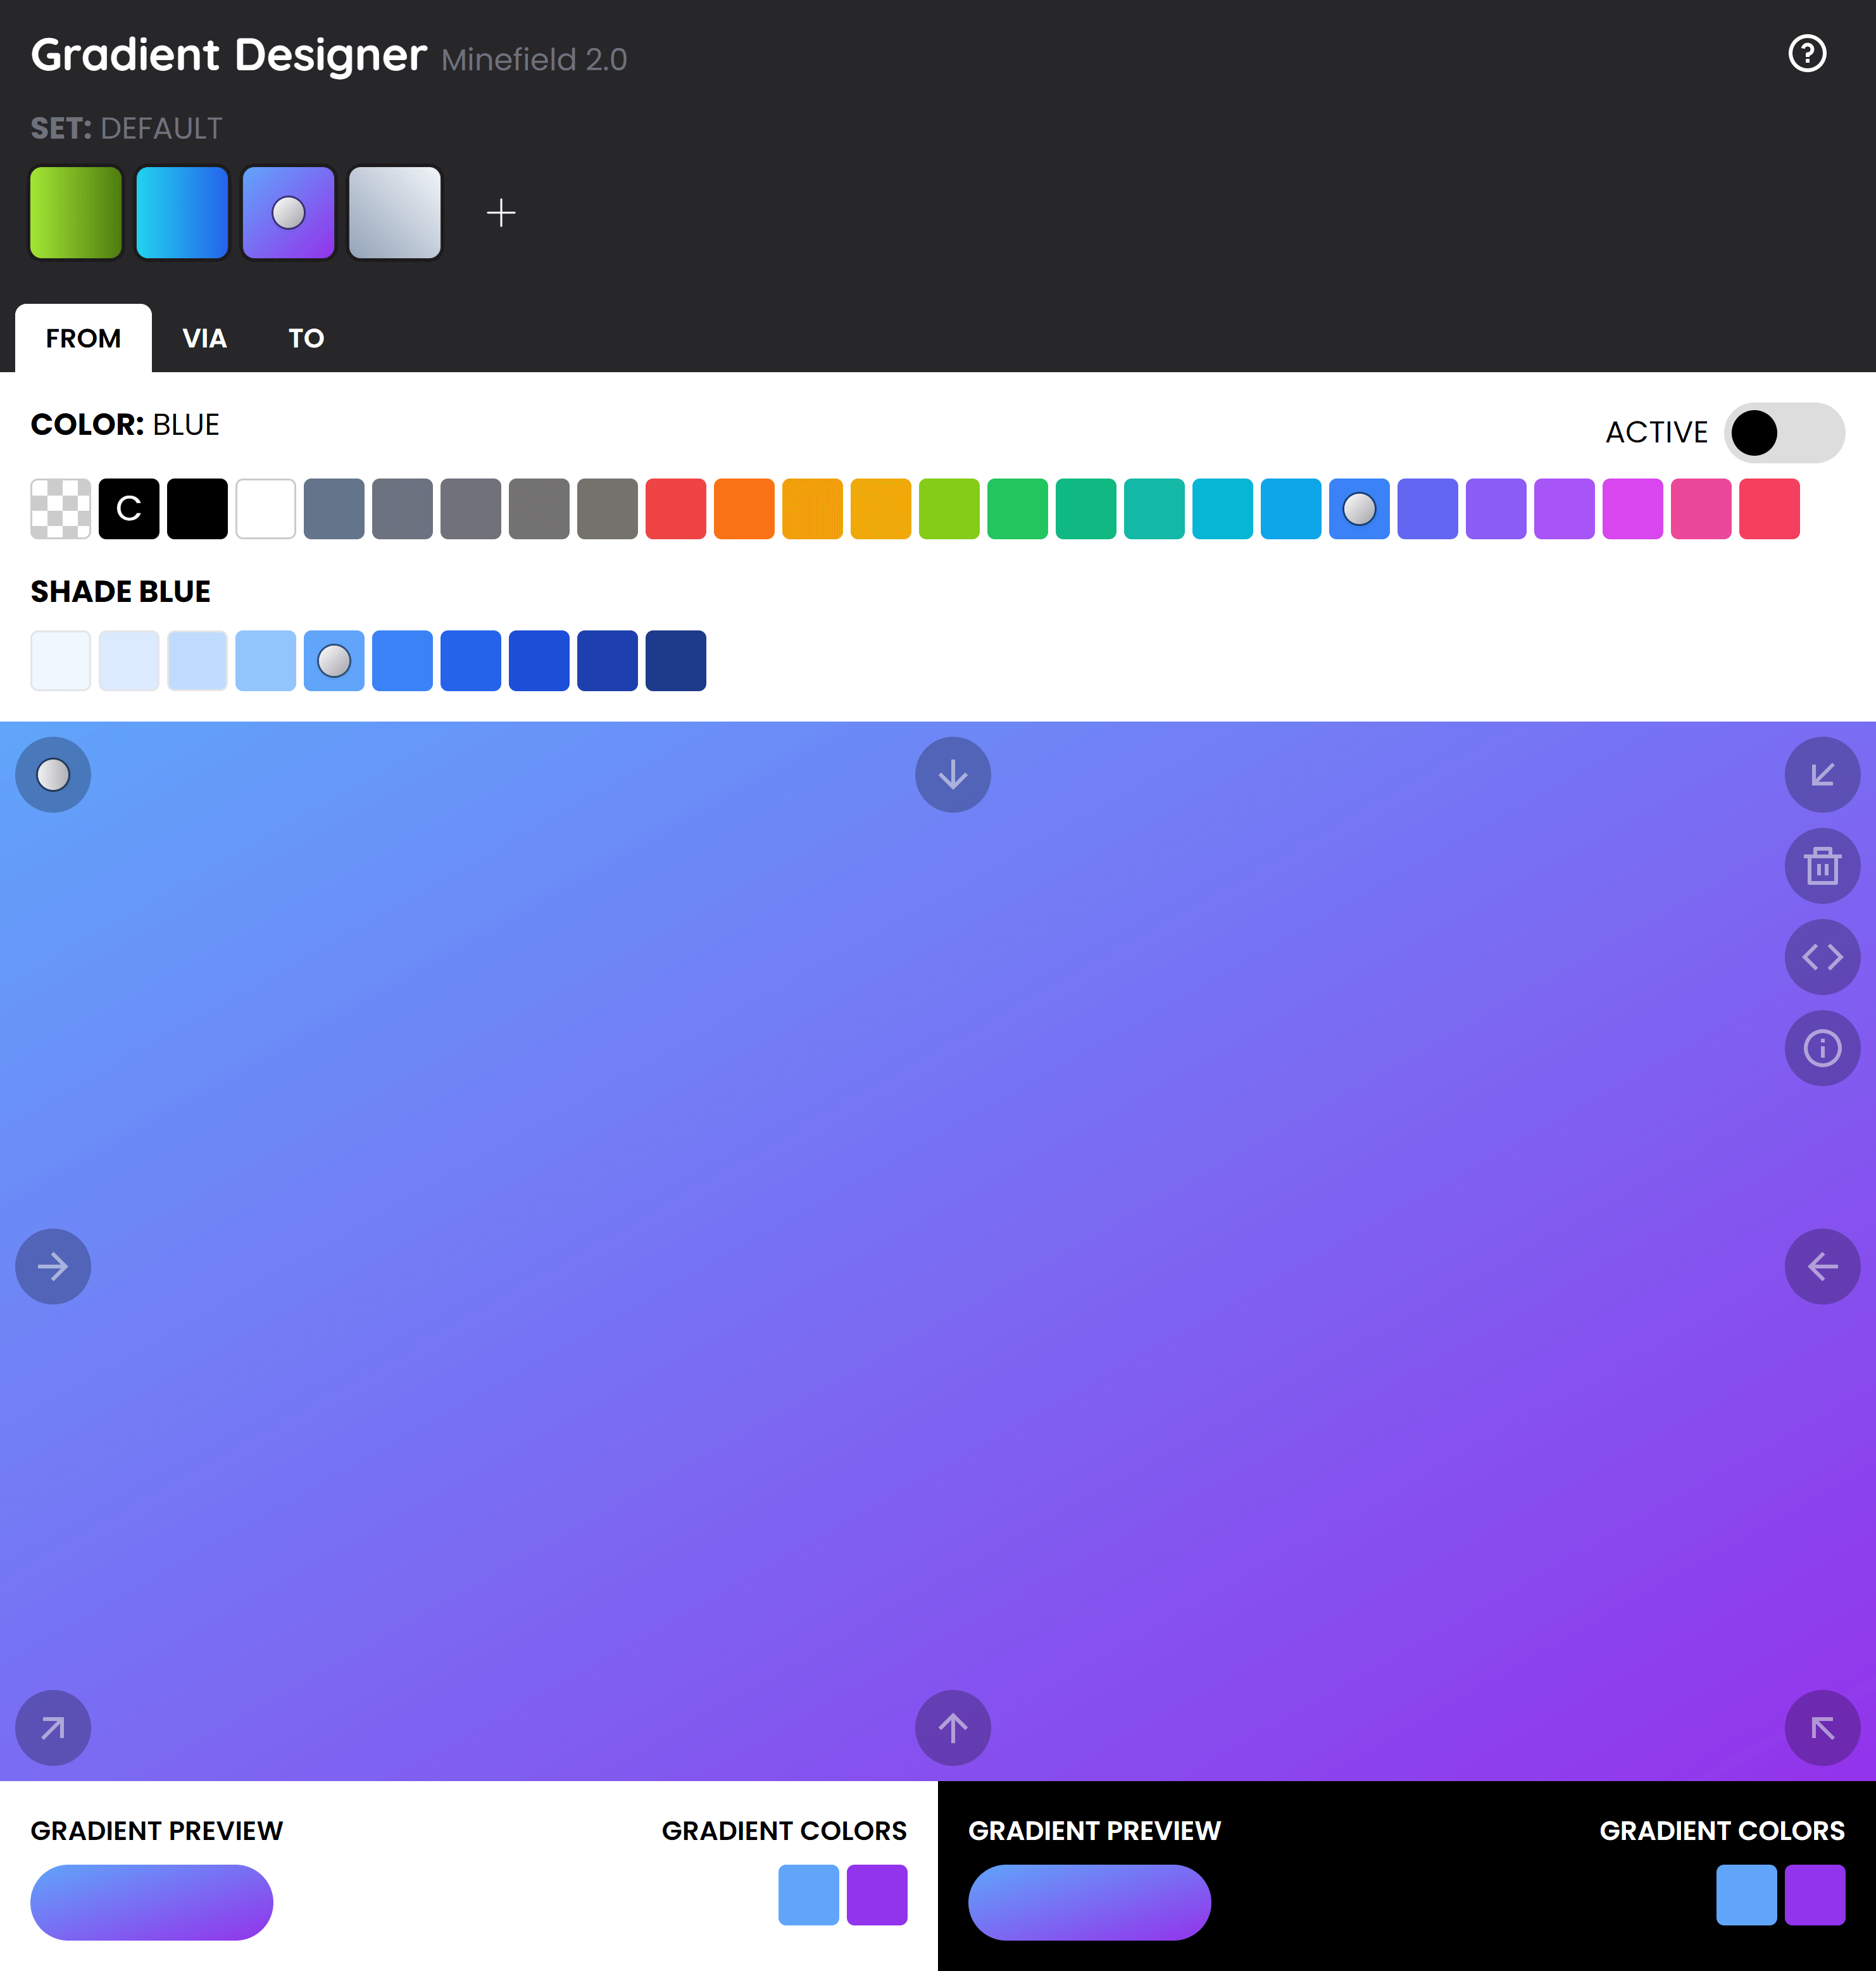 Gradient Designer Minefield 2.0
SET: DEFAULT
FROM VIA TO
COLOR: BLUE
ACTIVE
C
SHADE BLUE
GRADIENT PREVIEW GRADIENT COLORS GRADIENT PREVIEW GRADIENT COLORS